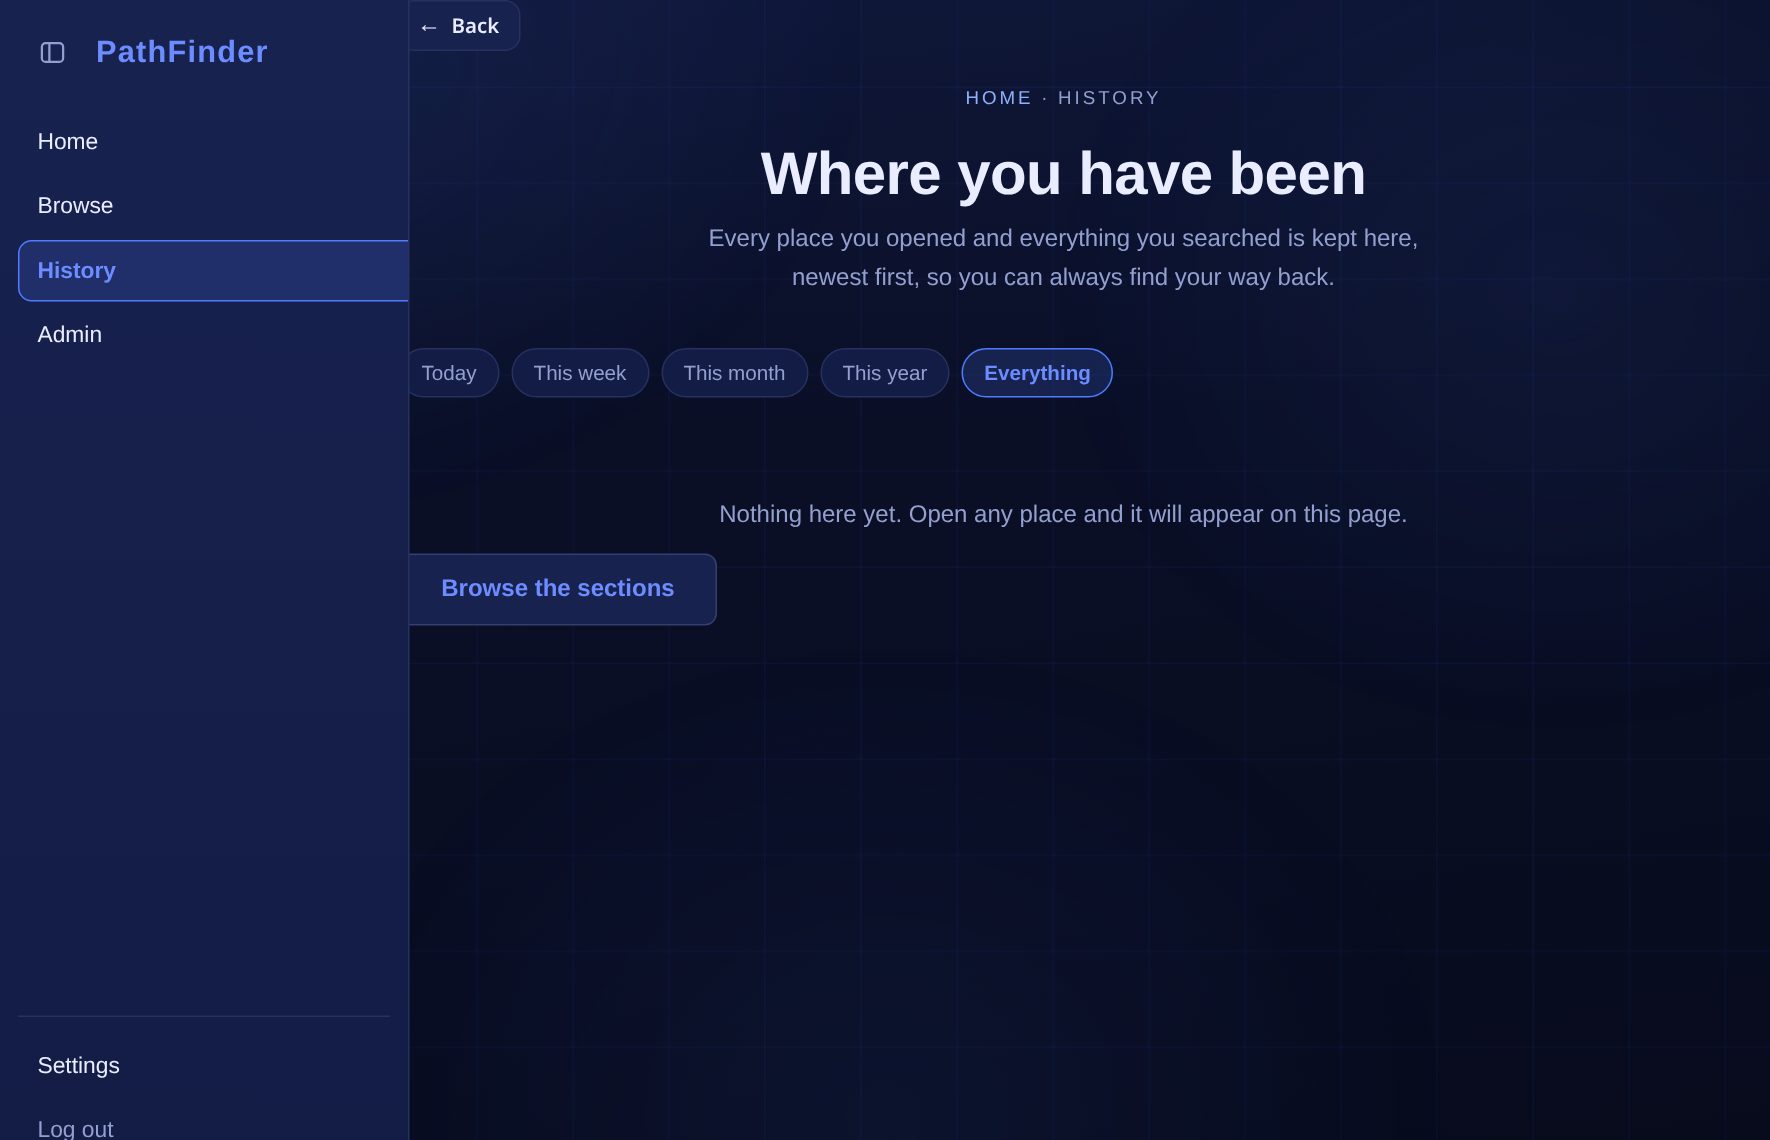 PathFinder
Home
Browse
History
Admin
Settings
Log out
← Back
HOME · HISTORY
Where you have been
Every place you opened and everything you searched is kept here,
newest first, so you can always find your way back.
Today
This week
This month
This year
Everything
Nothing here yet. Open any place and it will appear on this page.
Browse the sections